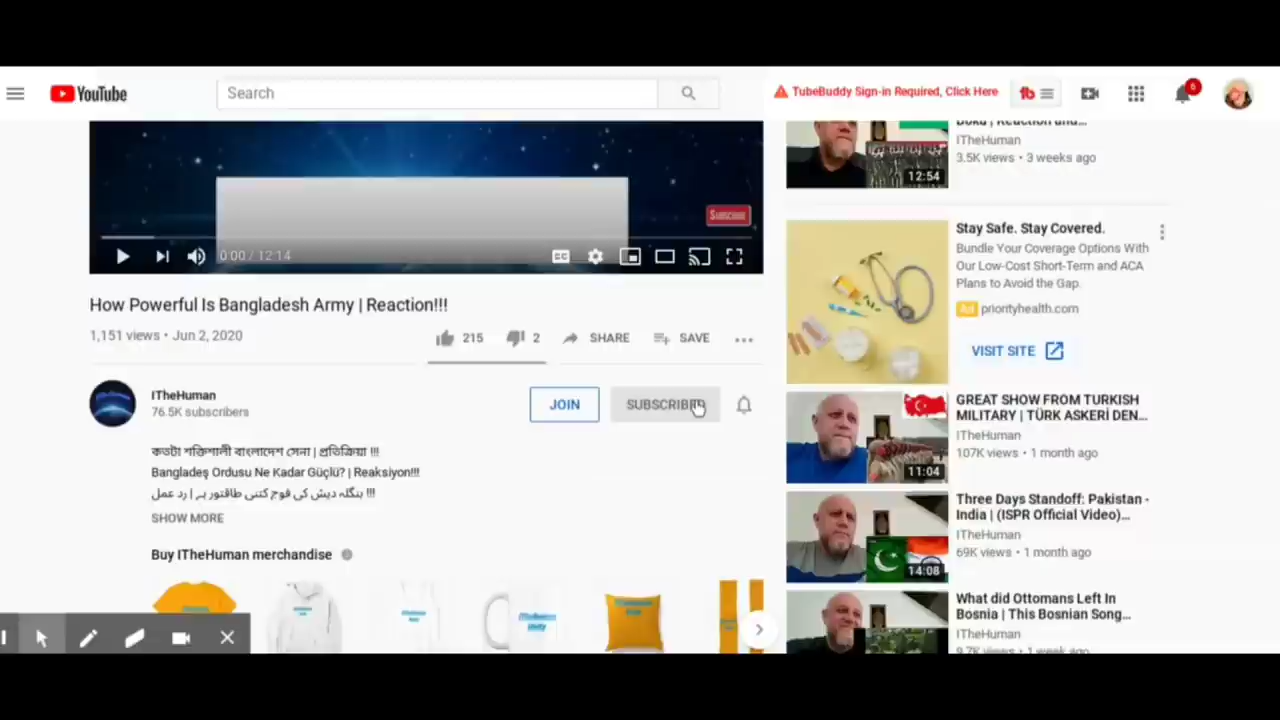 YouTube
Search
TubeBuddy Sign-in Required, Click Here
tb
6
Doku | Reaction and...
ITheHuman
3.5K views • 3 weeks ago
12:54
SUBSCRIBE
0:00 / 12:14
CC
How Powerful Is Bangladesh Army | Reaction!!!
1,151 views • Jun 2, 2020
215
2
SHARE
SAVE
ITheHuman
76.5K subscribers
JOIN
SUBSCRIBED
কতটা শক্তিশালী বাংলাদেশ সেনা | প্রতিক্রিয়া !!!
Bangladeş Ordusu Ne Kadar Güçlü? | Reaksiyon!!!
بنگلہ دیش کی فوج کتنی طاقتور ہے | رد عمل !!!
SHOW MORE
Buy ITheHuman merchandise
Stay Safe. Stay Covered.
Bundle Your Coverage Options With
Our Low-Cost Short-Term and ACA
Plans to Avoid the Gap.
Ad priorityhealth.com
VISIT SITE
GREAT SHOW FROM TURKISH
MILITARY | TÜRK ASKERİ DEN...
ITheHuman
107K views • 1 month ago
11:04
Three Days Standoff: Pakistan -
India | (ISPR Official Video)...
ITheHuman
69K views • 1 month ago
14:08
What did Ottomans Left In
Bosnia | This Bosnian Song...
ITheHuman
9.7K views • 1 week ago